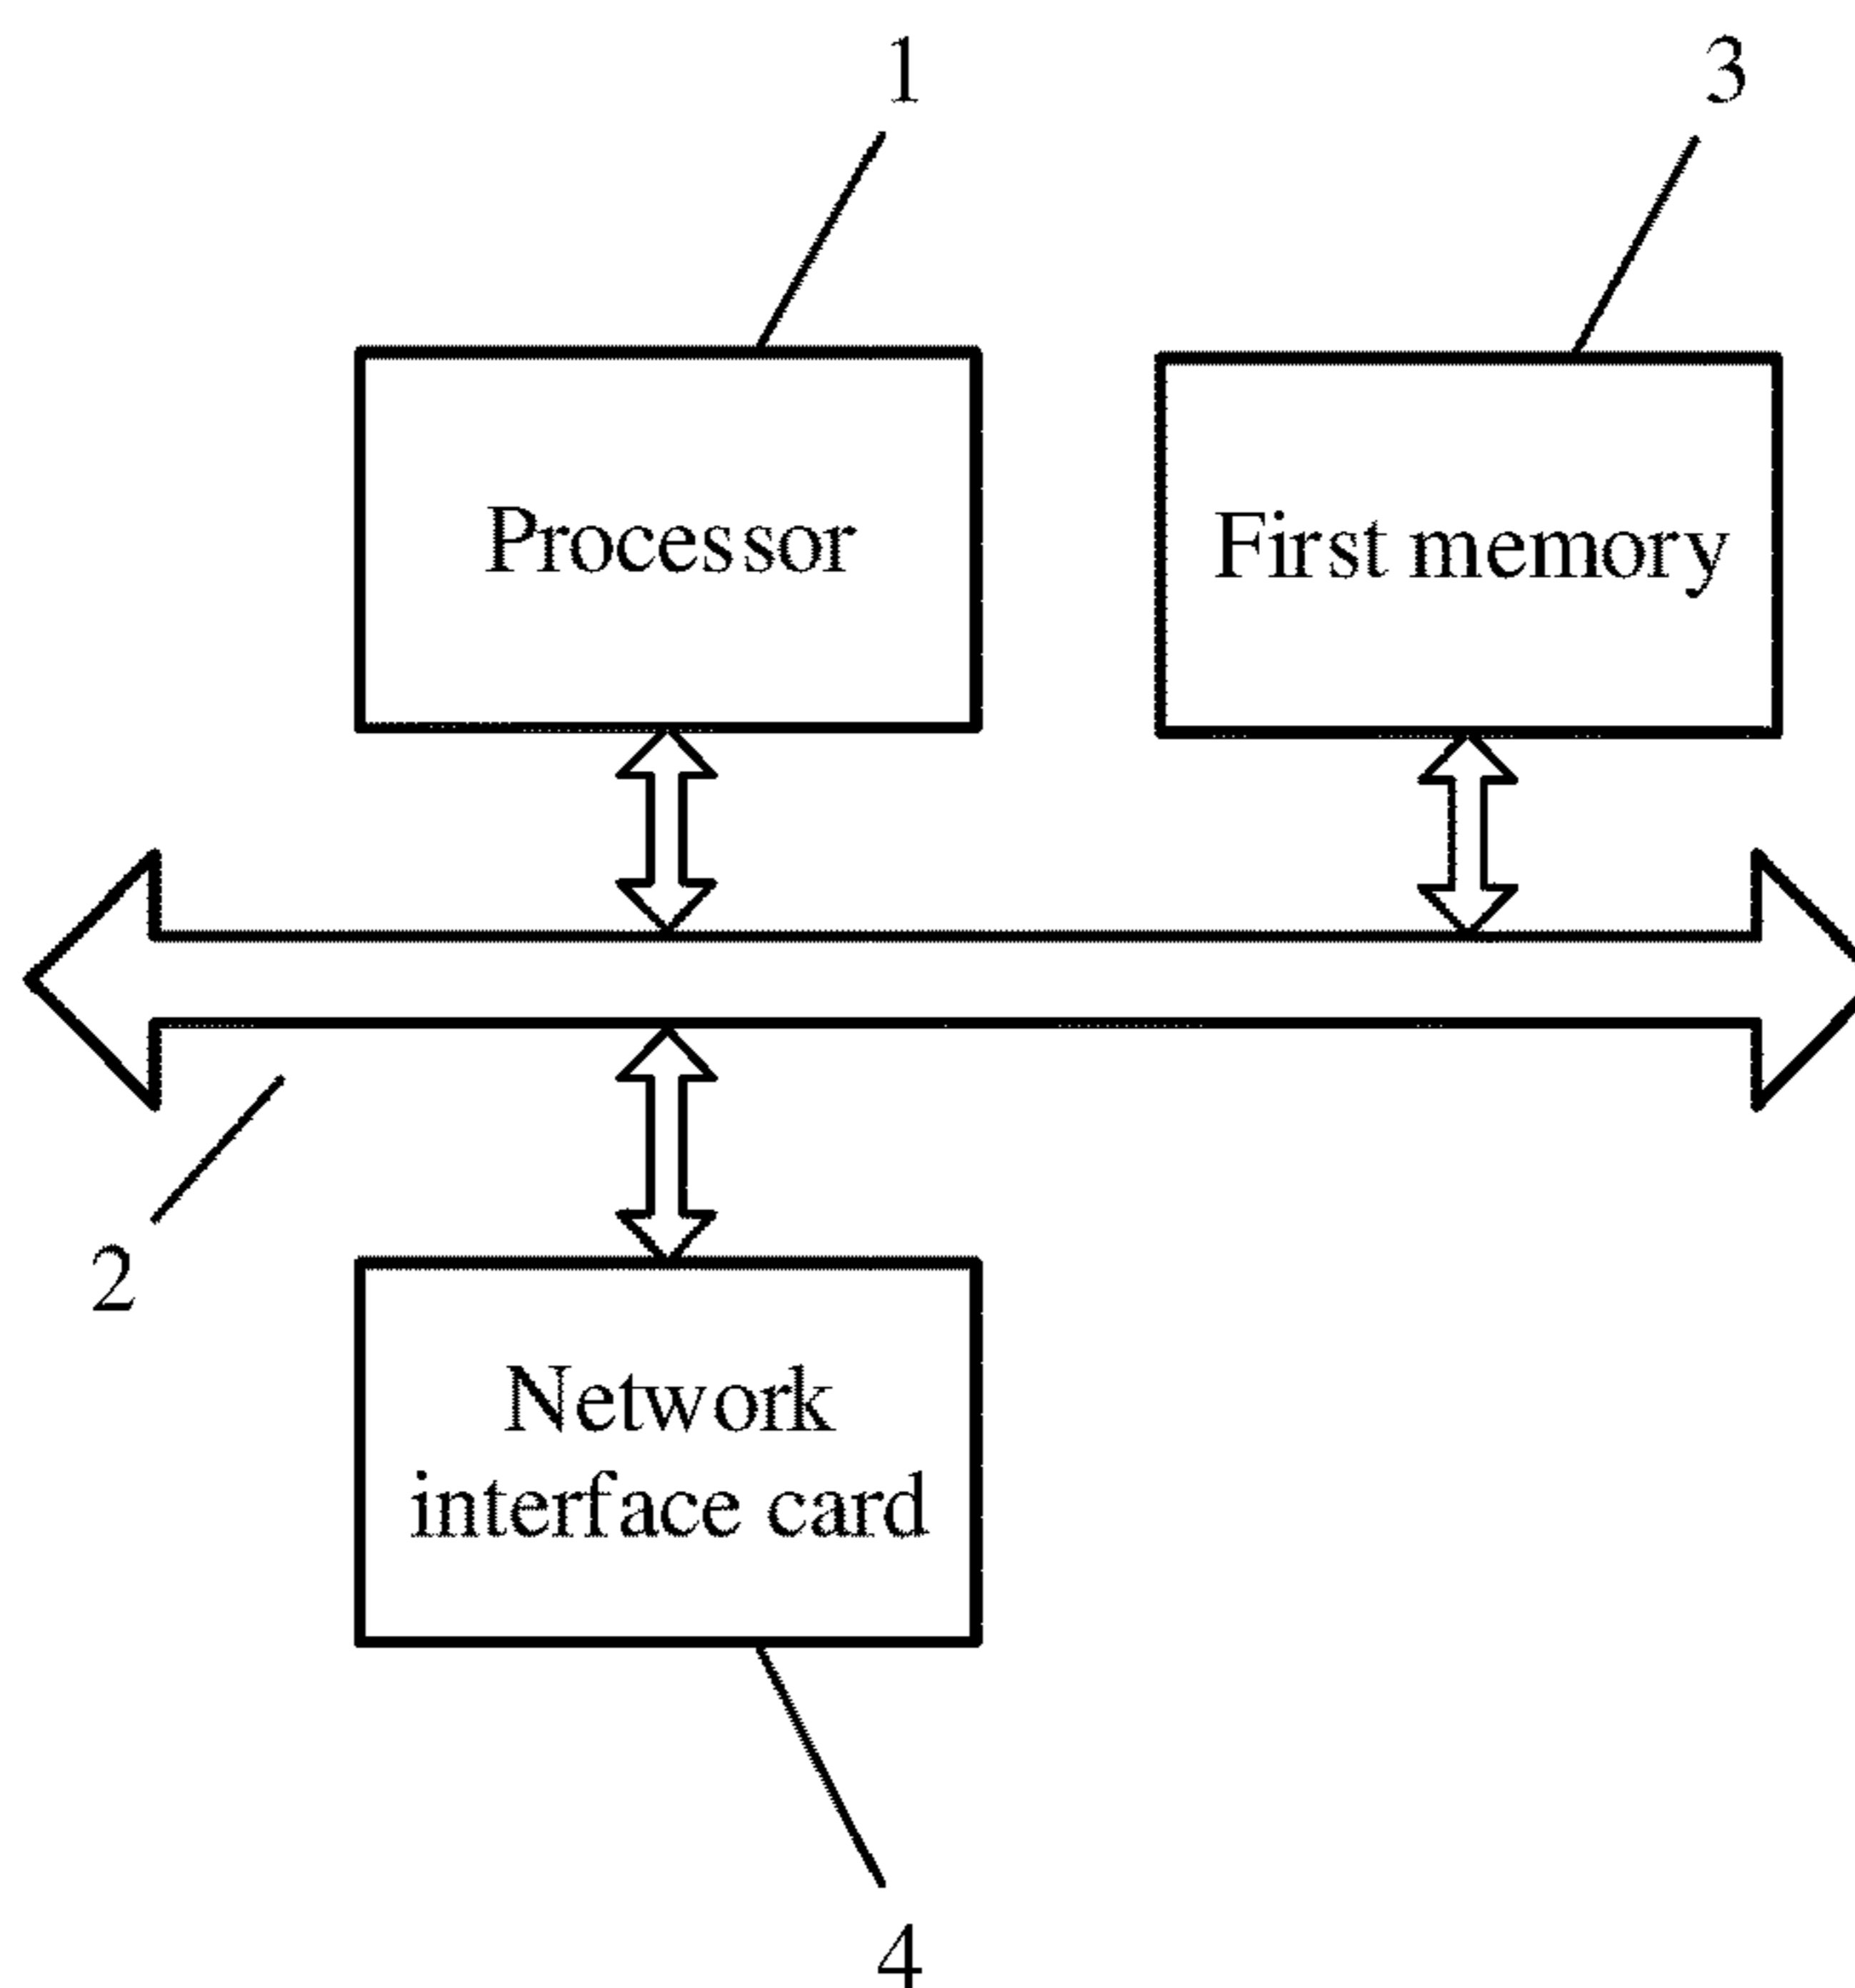 1
3
Processor
First memory
2
Network
interface card
4